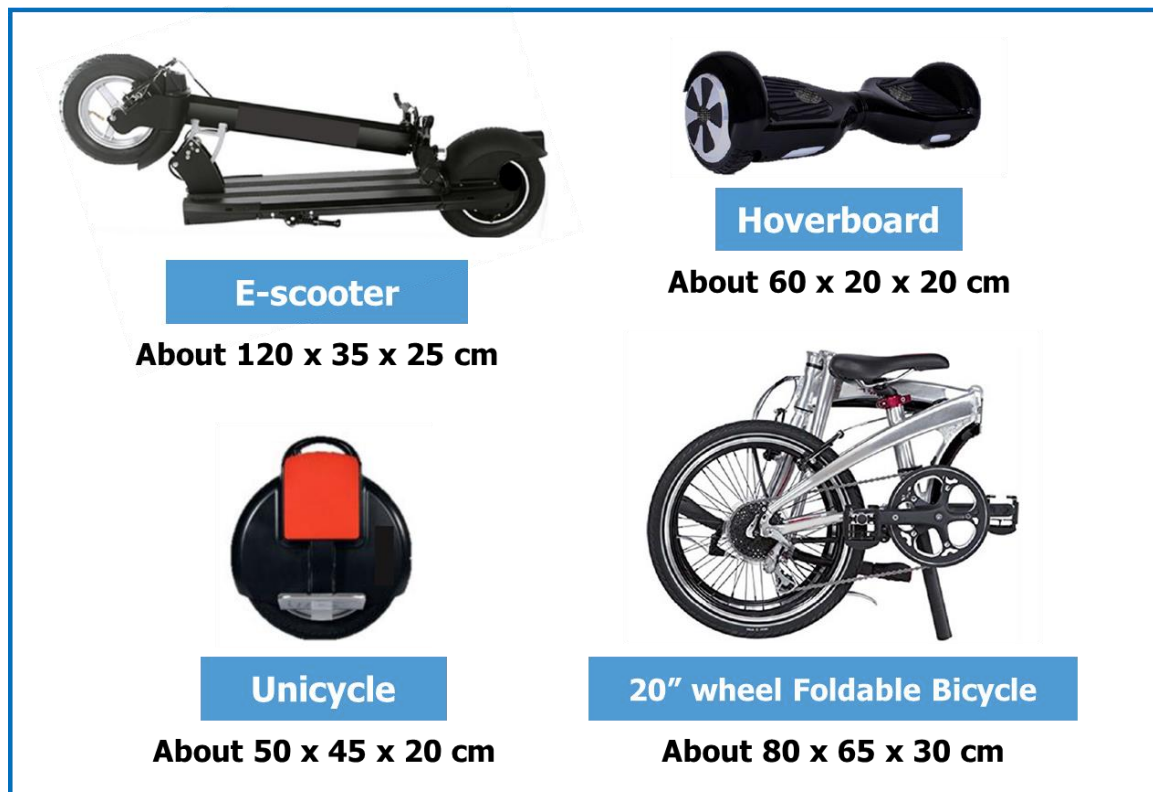 E-scooter
About 120 x 35 x 25 cm
Hoverboard
About 60 x 20 x 20 cm
Unicycle
About 50 x 45 x 20 cm
20” wheel Foldable Bicycle
About 80 x 65 x 30 cm